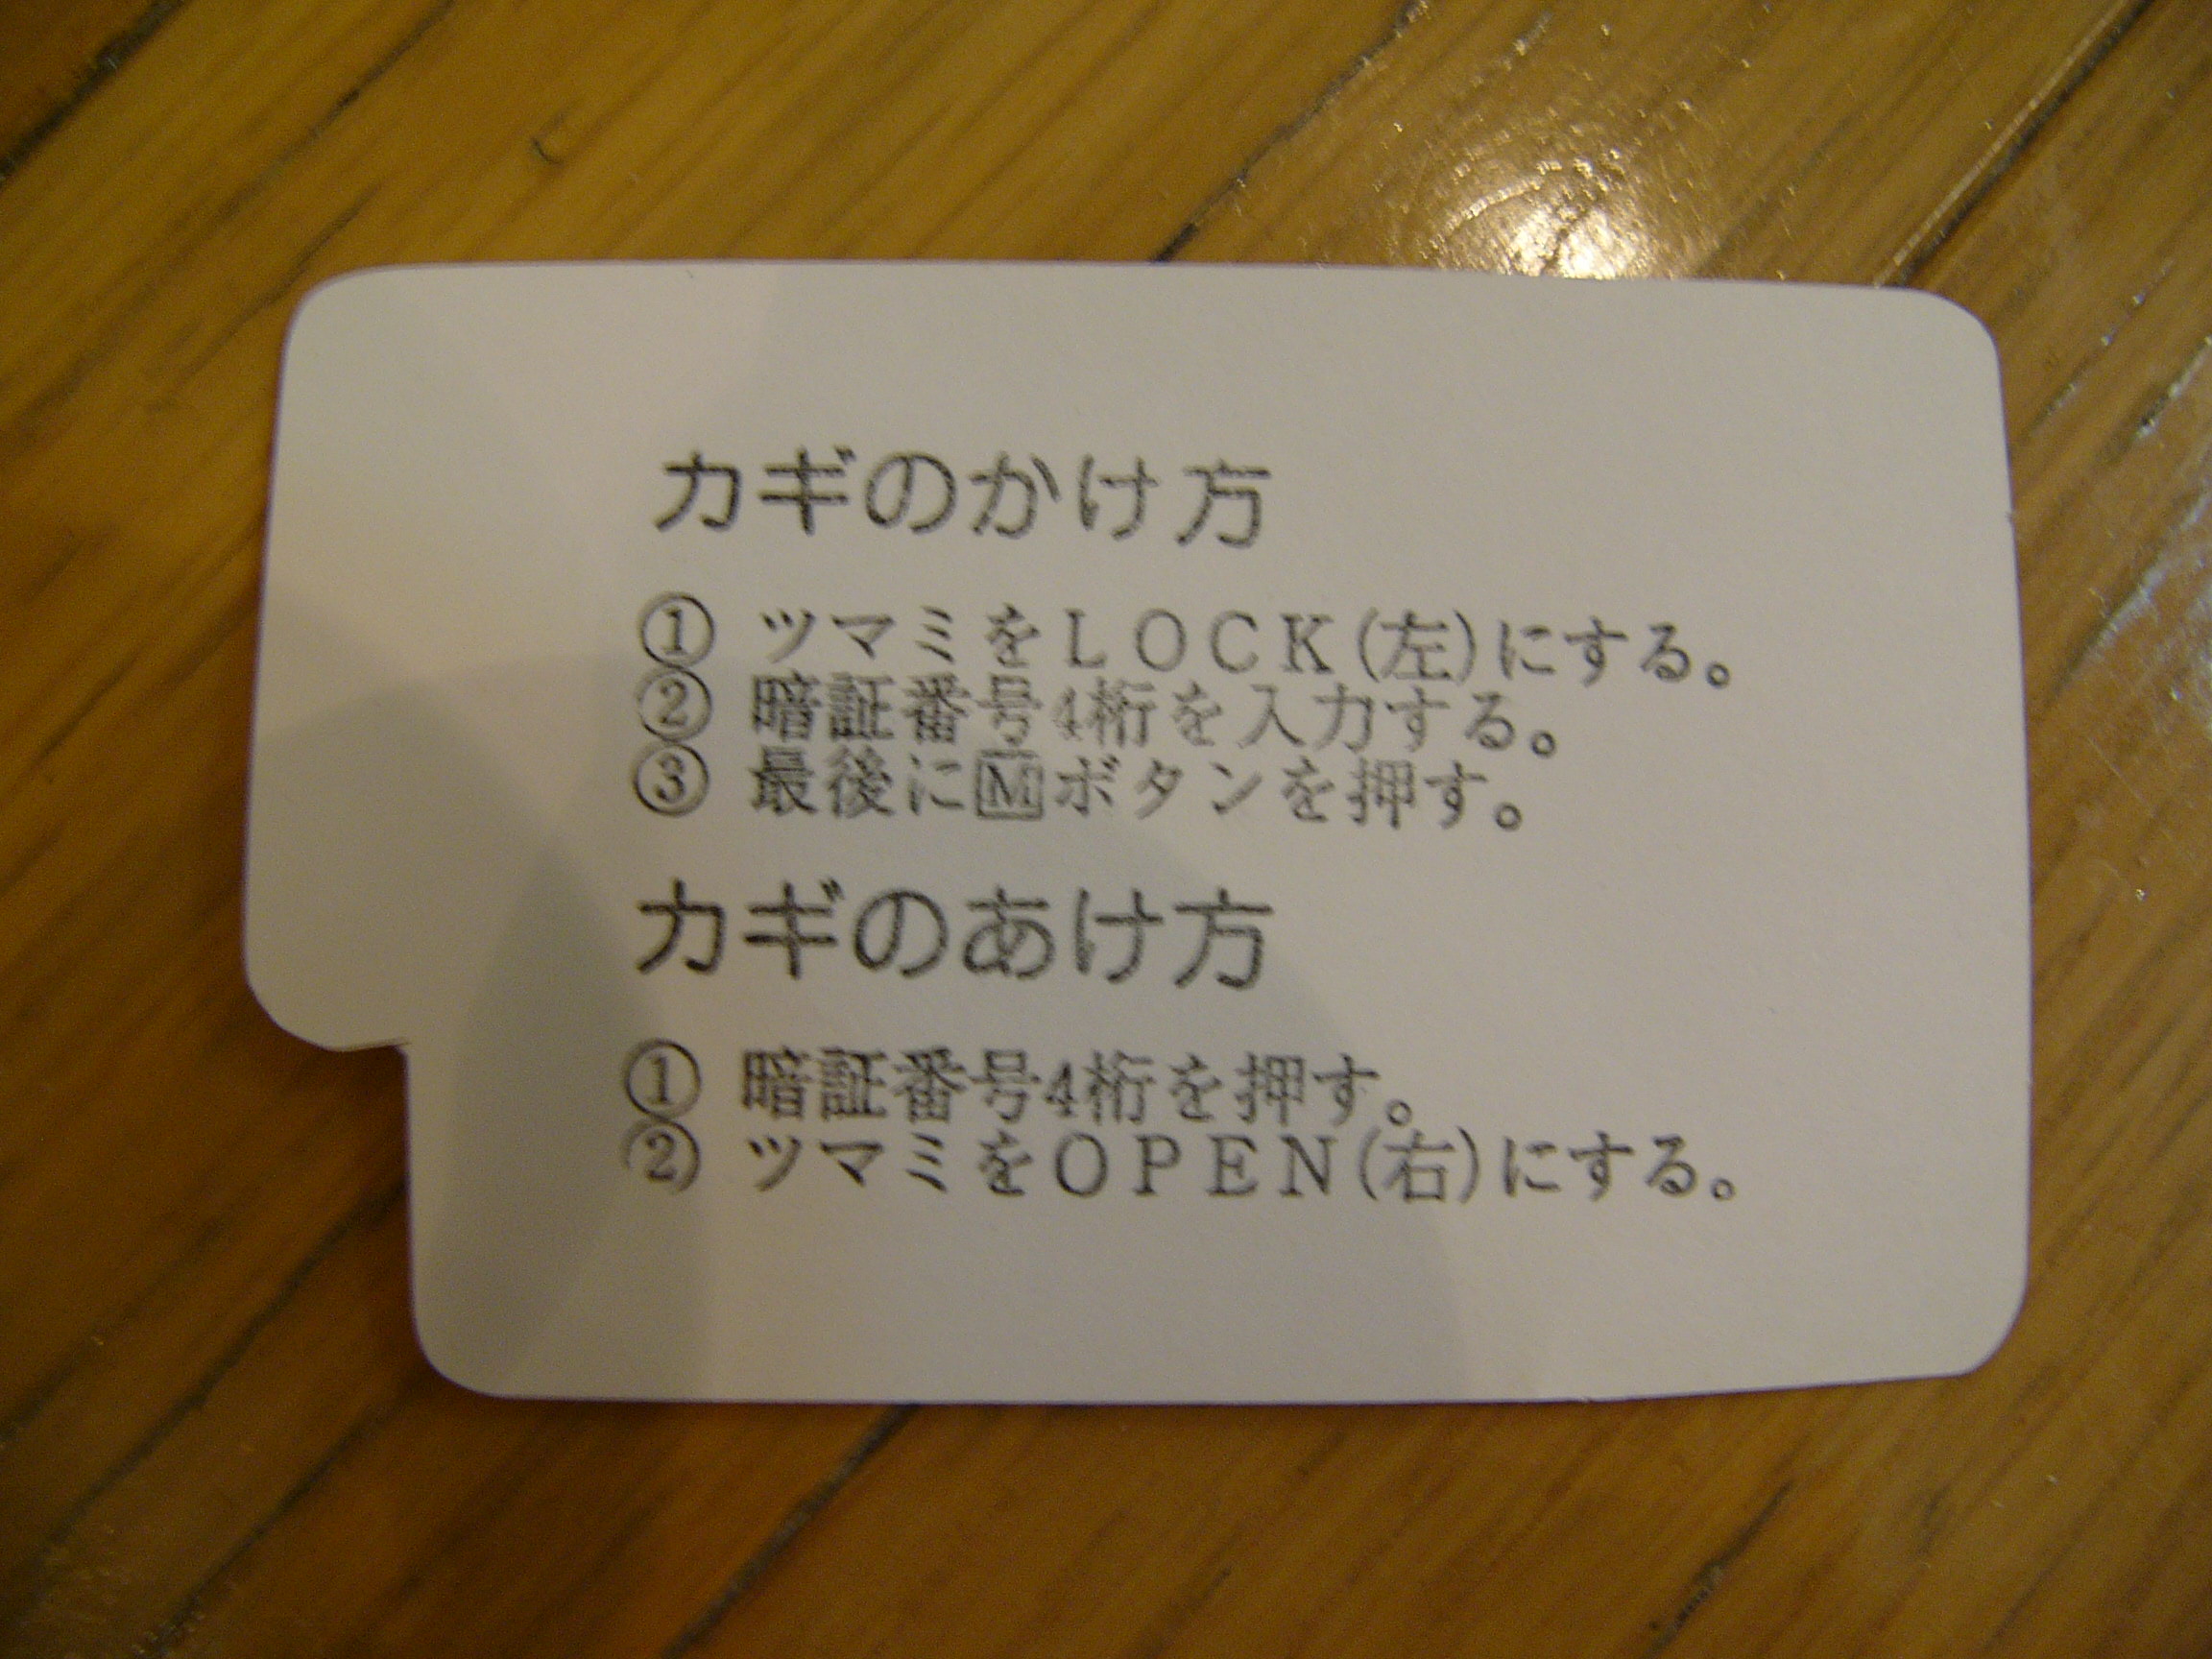 カギのかけ方
① ツマミをＬＯＣＫ(左)にする。
② 暗証番号4桁を入力する。
③ 最後に🄼ボタンを押す。
カギのあけ方
① 暗証番号4桁を押す。
② ツマミをＯＰＥＮ(右)にする。